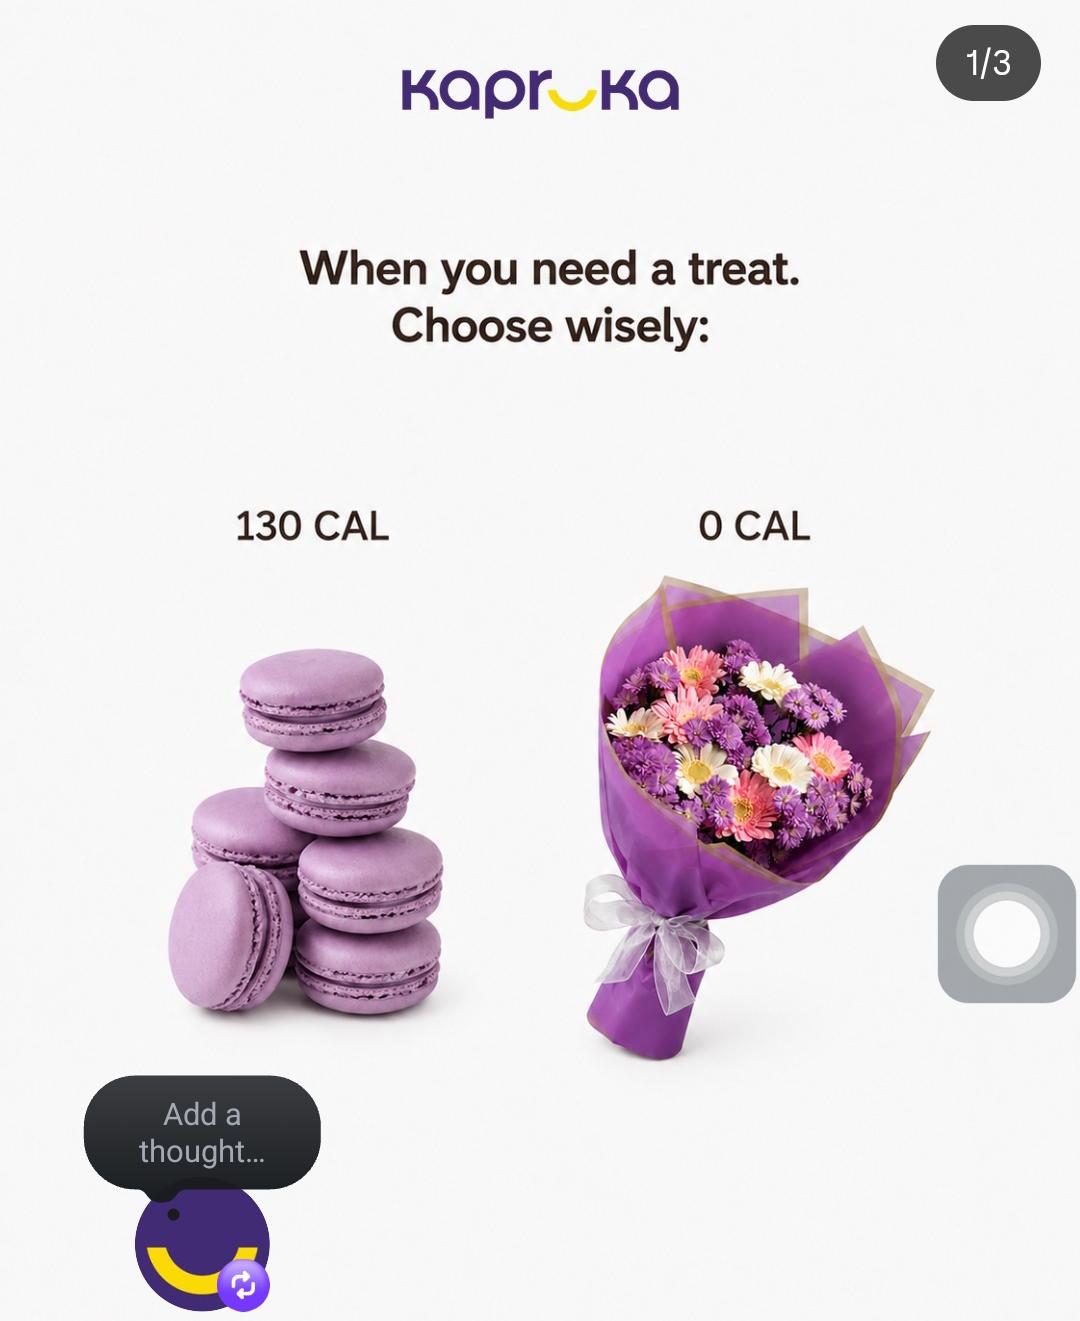 kapruka
1/3
When you need a treat.
Choose wisely:
130 CAL
0 CAL
Add a
thought...